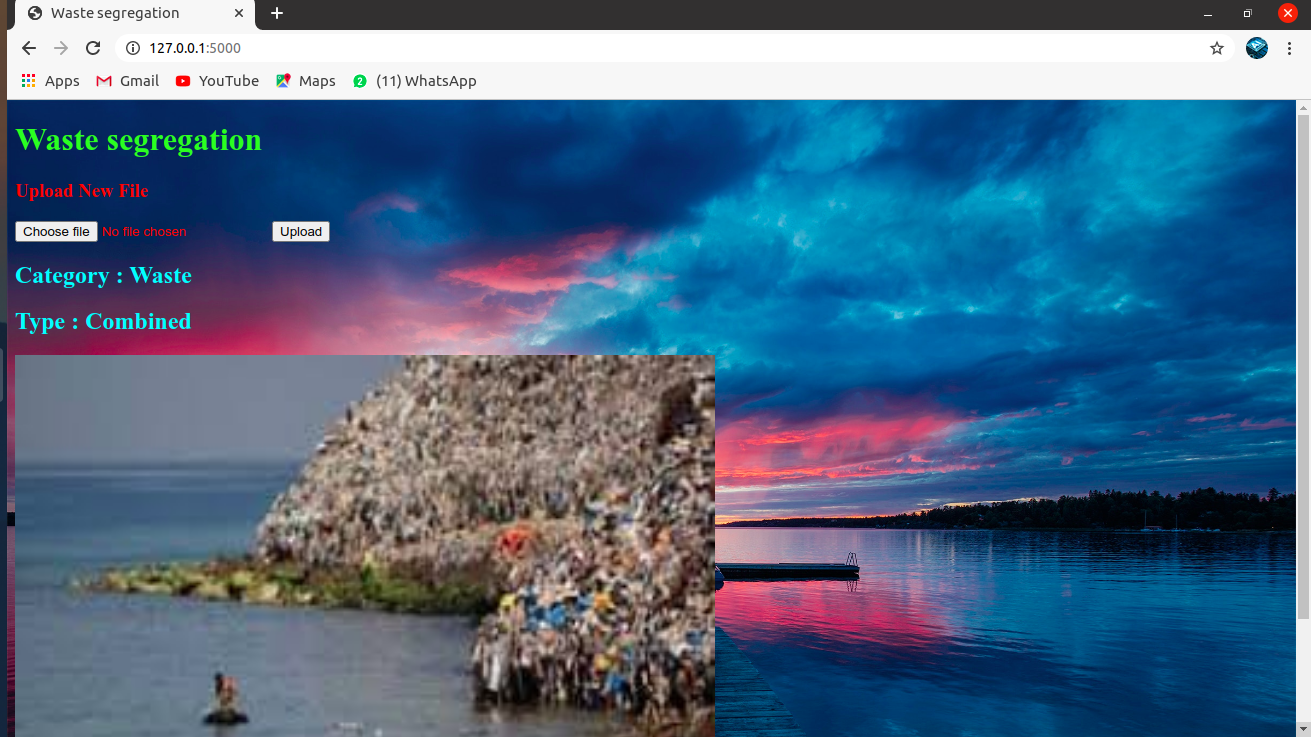 Waste segregation
127.0.0.1:5000
Apps Gmail YouTube Maps 2 (11) WhatsApp
Waste segregation
Upload New File
Choose file No file chosen Upload
Category : Waste
Type : Combined